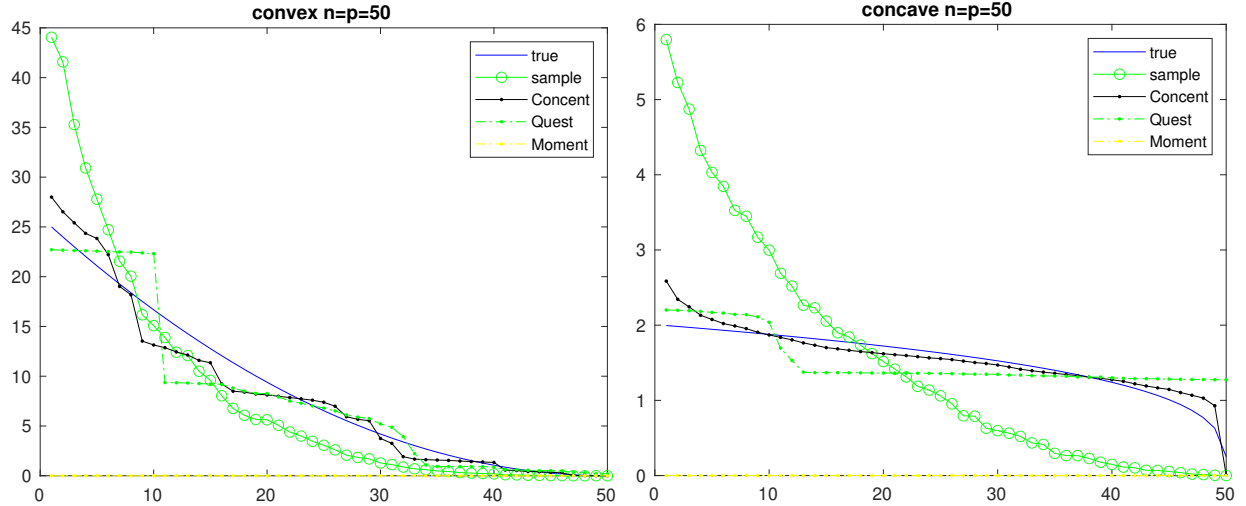 convex n=p=50
45
40
35
30
25
20
15
10
5
0
0 10 20 30 40 50
true
sample
Concent
Quest
Moment
concave n=p=50
6
5
4
3
2
1
0
0 10 20 30 40 50
true
sample
Concent
Quest
Moment